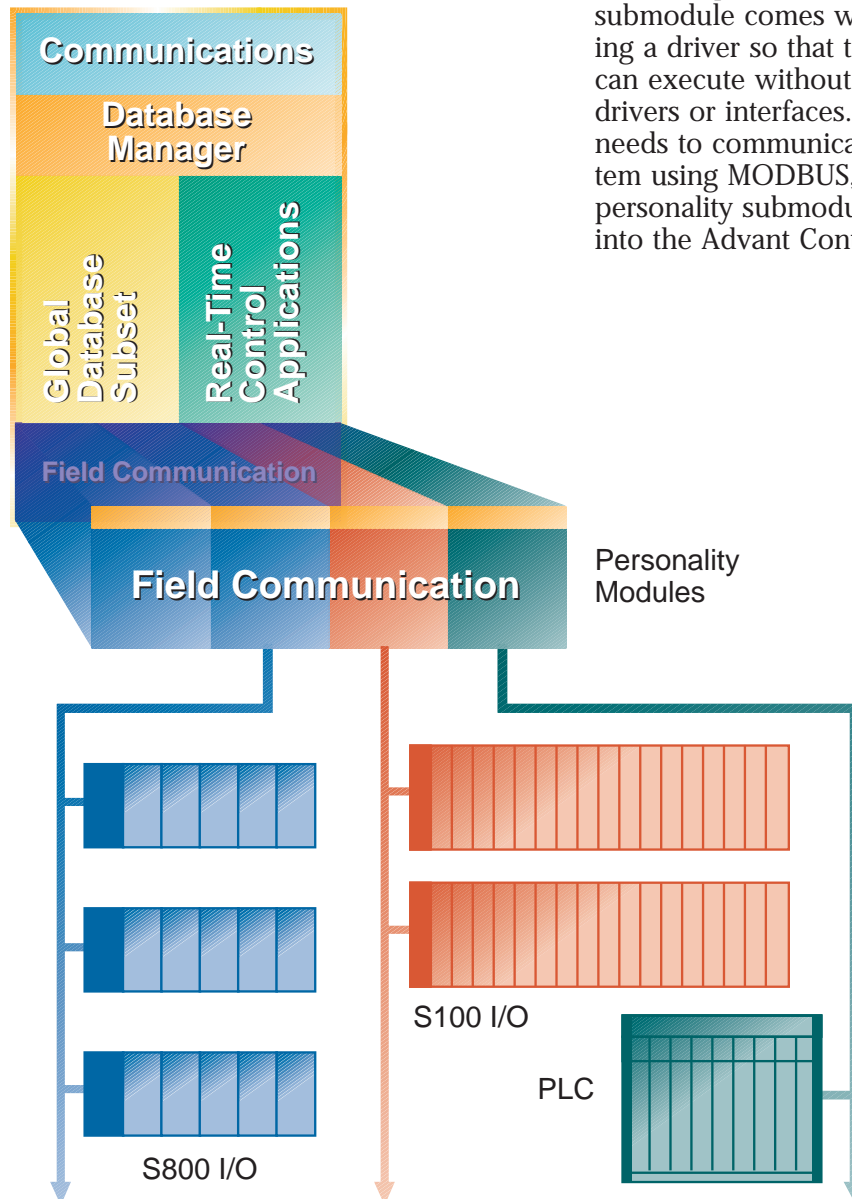 submodule comes w
ing a driver so that t
can execute without
drivers or interfaces.
needs to communica
tem using MODBUS,
personality submodu
into the Advant Cont
Communications
Database
Manager
Global
Database
Subset
Real-Time
Control
Applications
Field Communication
Field Communication
Personality
Modules
S100 I/O
PLC
S800 I/O